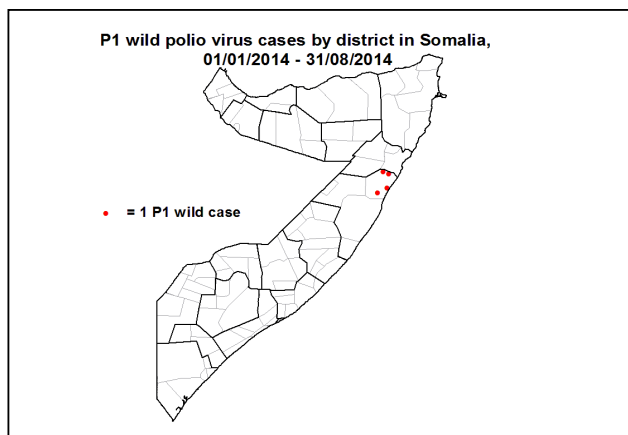 P1 wild polio virus cases by district in Somalia,
01/01/2014 - 31/08/2014
= 1 P1 wild case